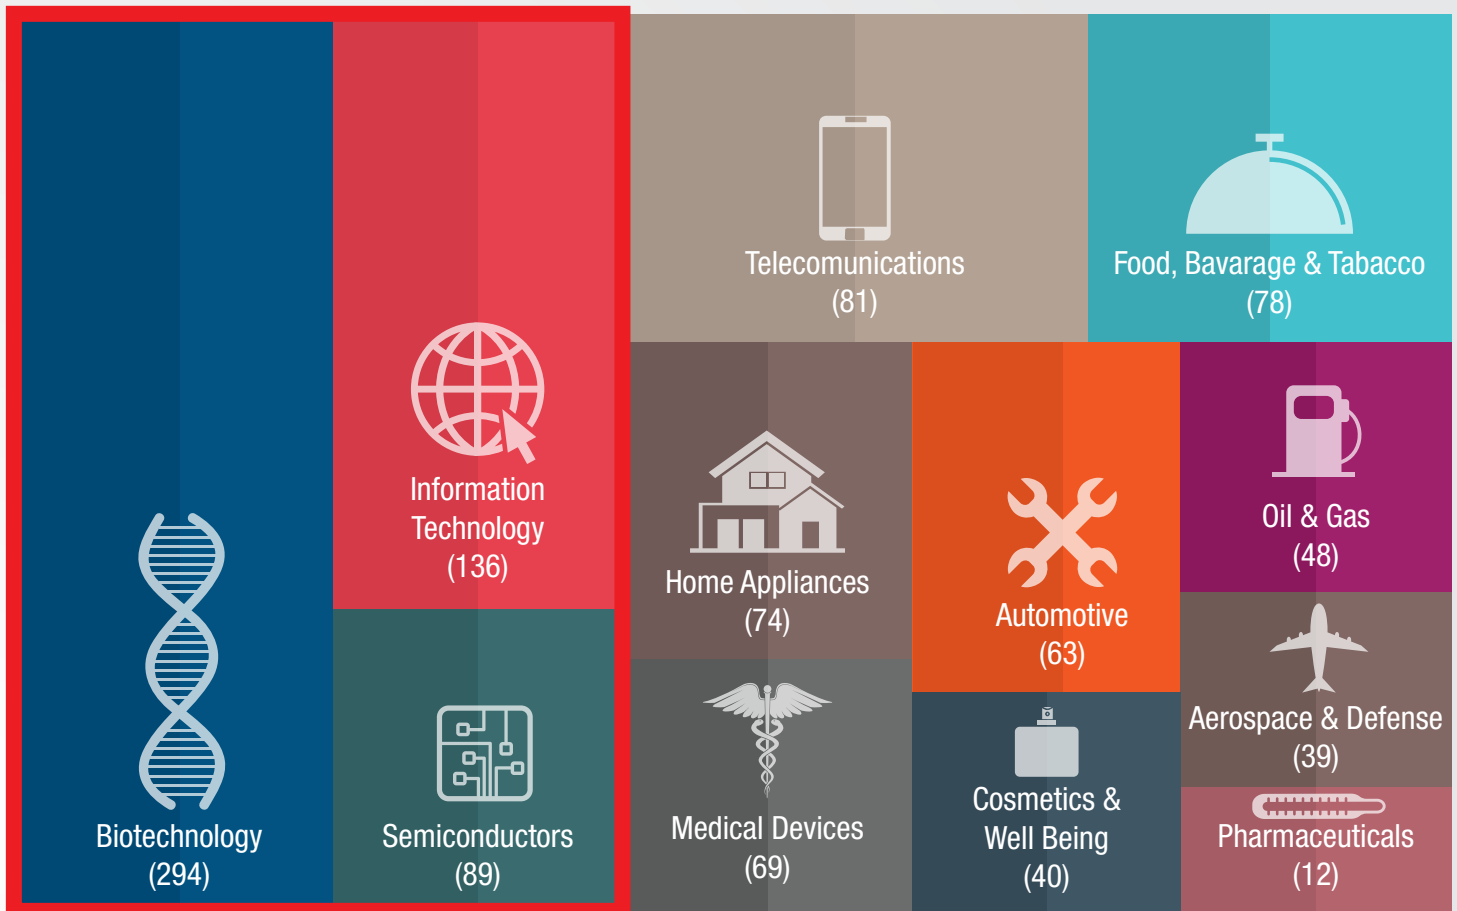 Biotechnology
(294)
Information
Technology
(136)
Semiconductors
(89)
Telecomunications
(81)
Food, Bavarage & Tabacco
(78)
Home Appliances
(74)
Medical Devices
(69)
Automotive
(63)
Cosmetics &
Well Being
(40)
Oil & Gas
(48)
Aerospace & Defense
(39)
Pharmaceuticals
(12)